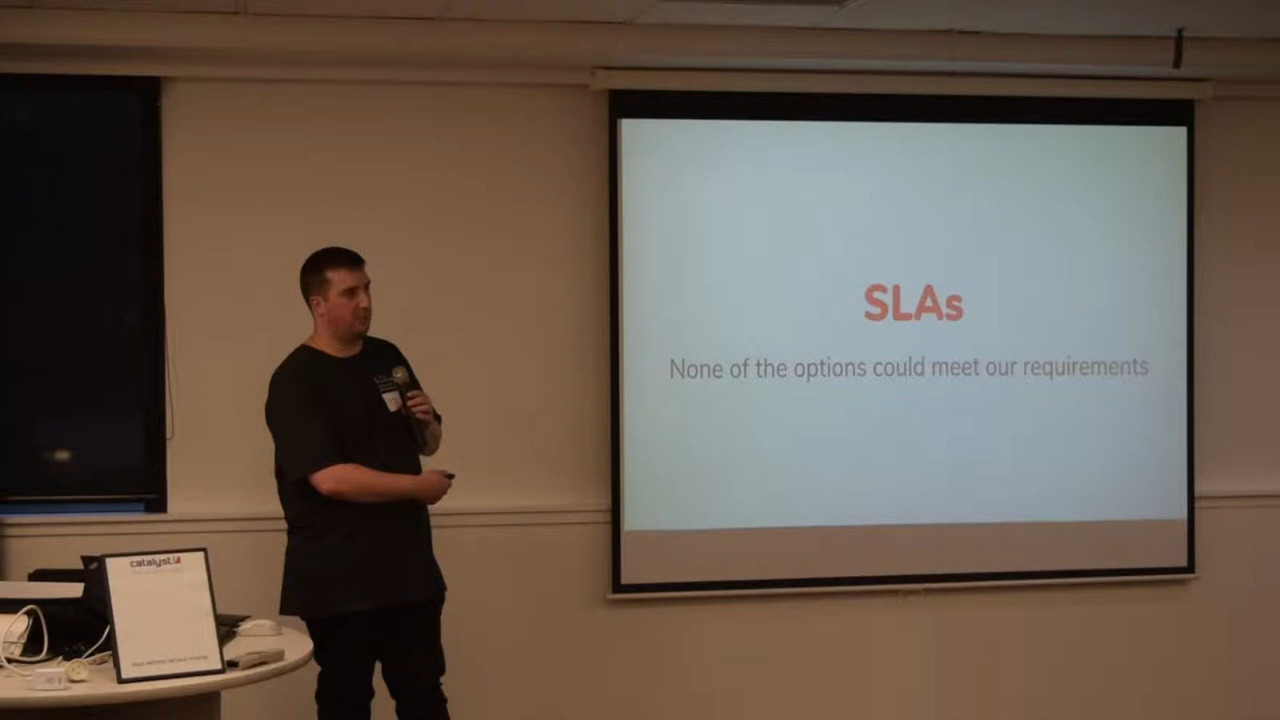 SLAs
None of the options could meet our requirements
catalyst